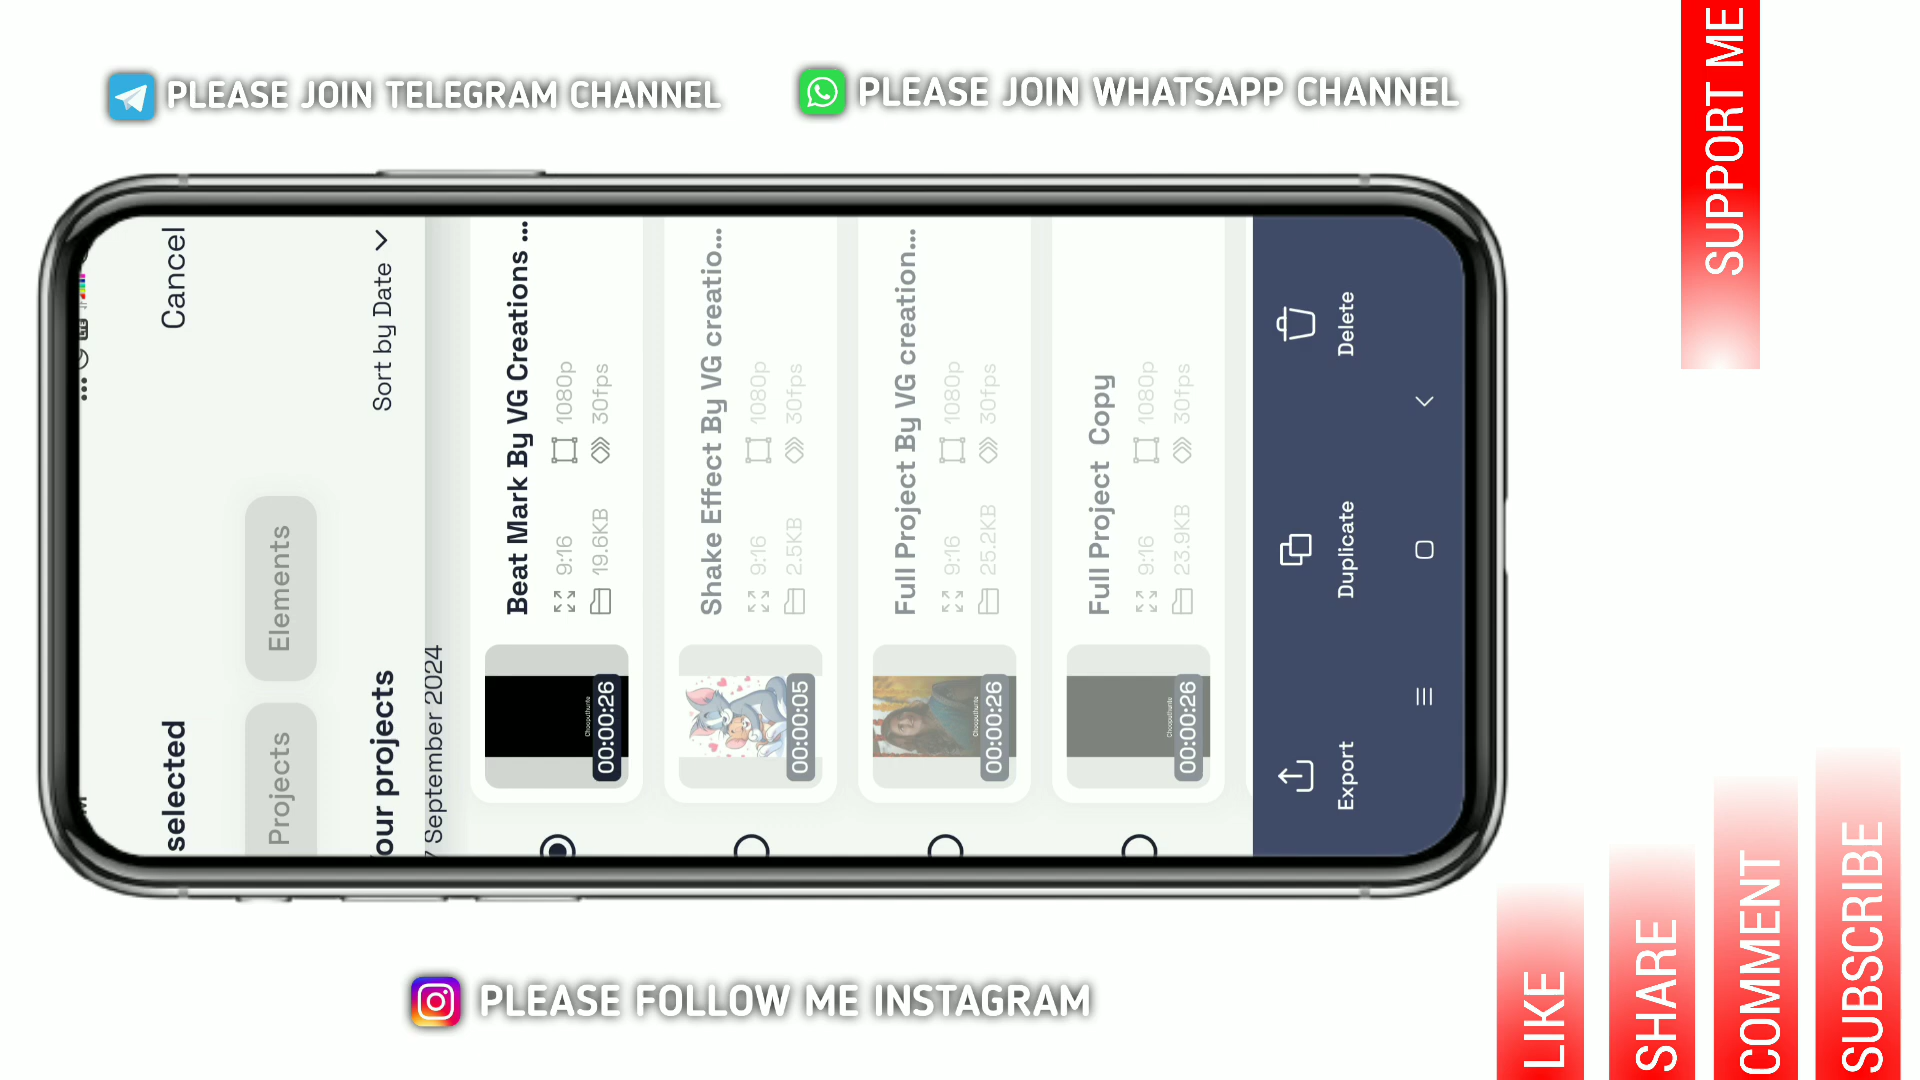 PLEASE JOIN TELEGRAM CHANNEL
PLEASE JOIN WHATSAPP CHANNEL
SUPPORT ME
selected
Cancel
Projects
Elements
our projects
Sort by Date
7 September 2024
Beat Mark By VG Creations ...
9:16
1080p
19.6KB
30fps
00:00:26
Shake Effect By VG creatio...
9:16
1080p
2.5KB
30fps
00:00:05
Full Project By VG creation...
9:16
1080p
25.2KB
30fps
00:00:26
Full Project Copy
9:16
1080p
23.9KB
30fps
00:00:26
Export
Duplicate
Delete
PLEASE FOLLOW ME INSTAGRAM
LIKE
SHARE
COMMENT
SUBSCRIBE